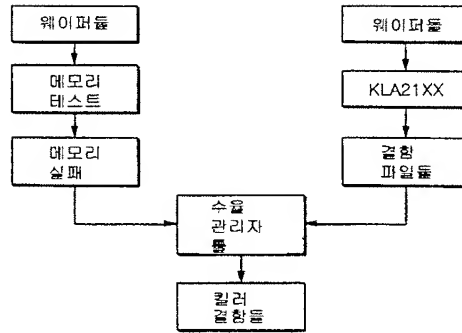 웨이퍼들
메모리
테스트
메모리
실패
웨이퍼들
KLA21XX
결함
파일들
수율
관리자
툴
킬러
결함들